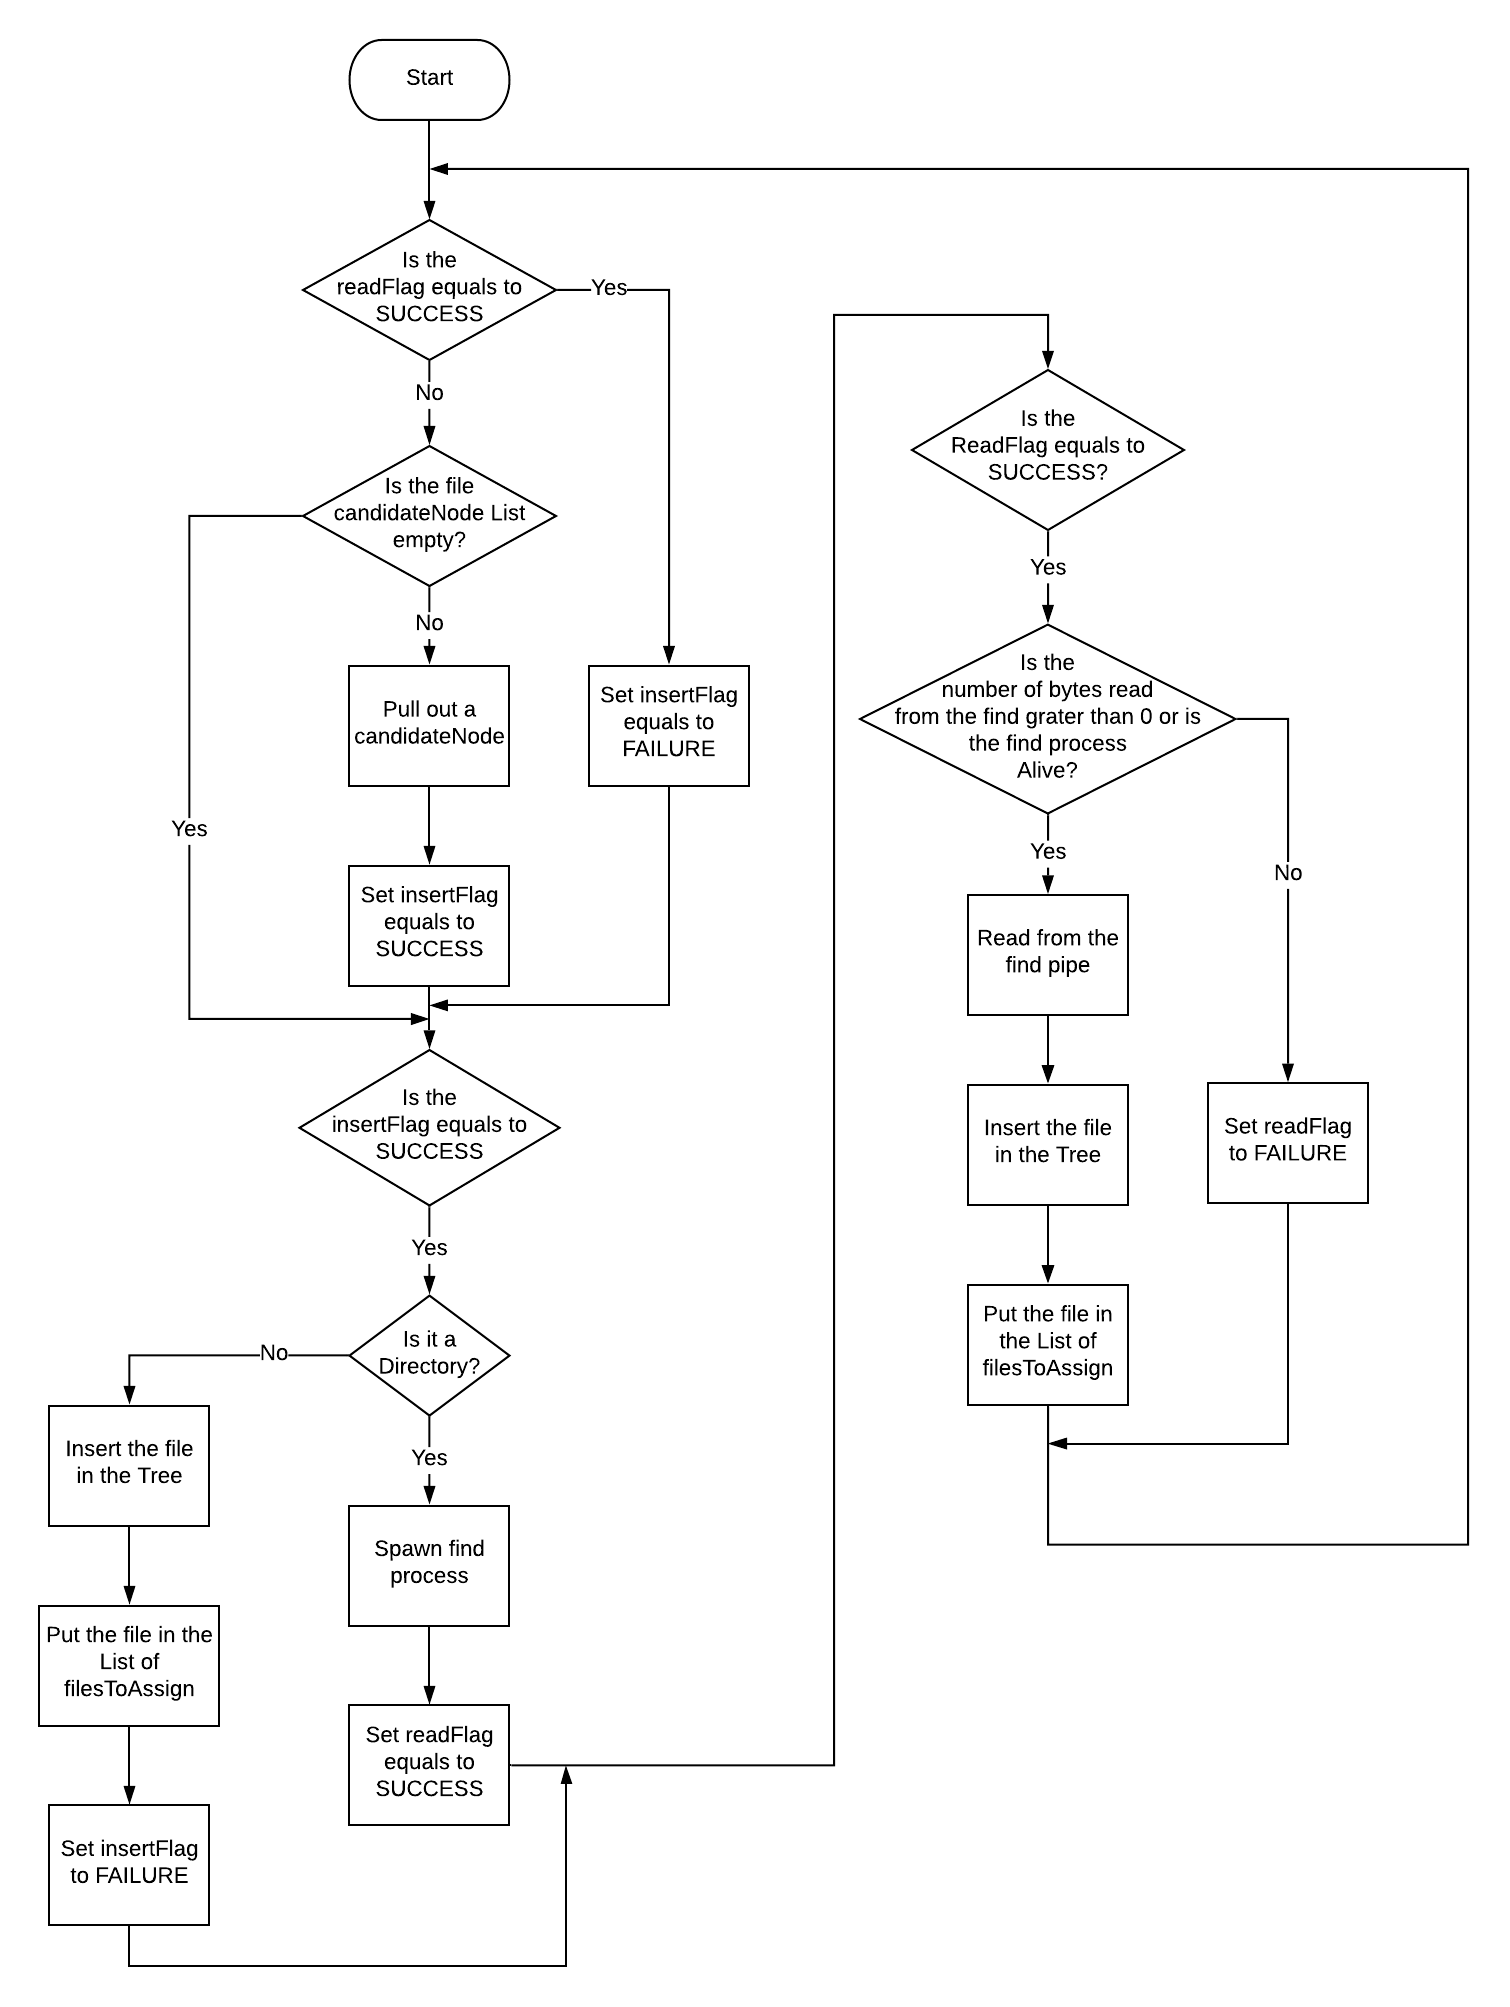 Start
Is the
readFlag equals to
SUCCESS
Yes
No
Is the file
candidateNode List
empty?
No
Yes
Pull out a
candidateNode
Set insertFlag
equals to
FAILURE
Set insertFlag
equals to
SUCCESS
Is the
insertFlag equals to
SUCCESS
Yes
Is it a
Directory?
No
Yes
Insert the file
in the Tree
Put the file in the
List of
filesToAssign
Set insertFlag
to FAILURE
Spawn find
process
Set readFlag
equals to
SUCCESS
Is the
ReadFlag equals to
SUCCESS?
Yes
Is the
number of bytes read
from the find grater than 0 or is
the find process
Alive?
Yes
No
Read from the
find pipe
Insert the file
in the Tree
Put the file in
the List of
filesToAssign
Set readFlag
to FAILURE